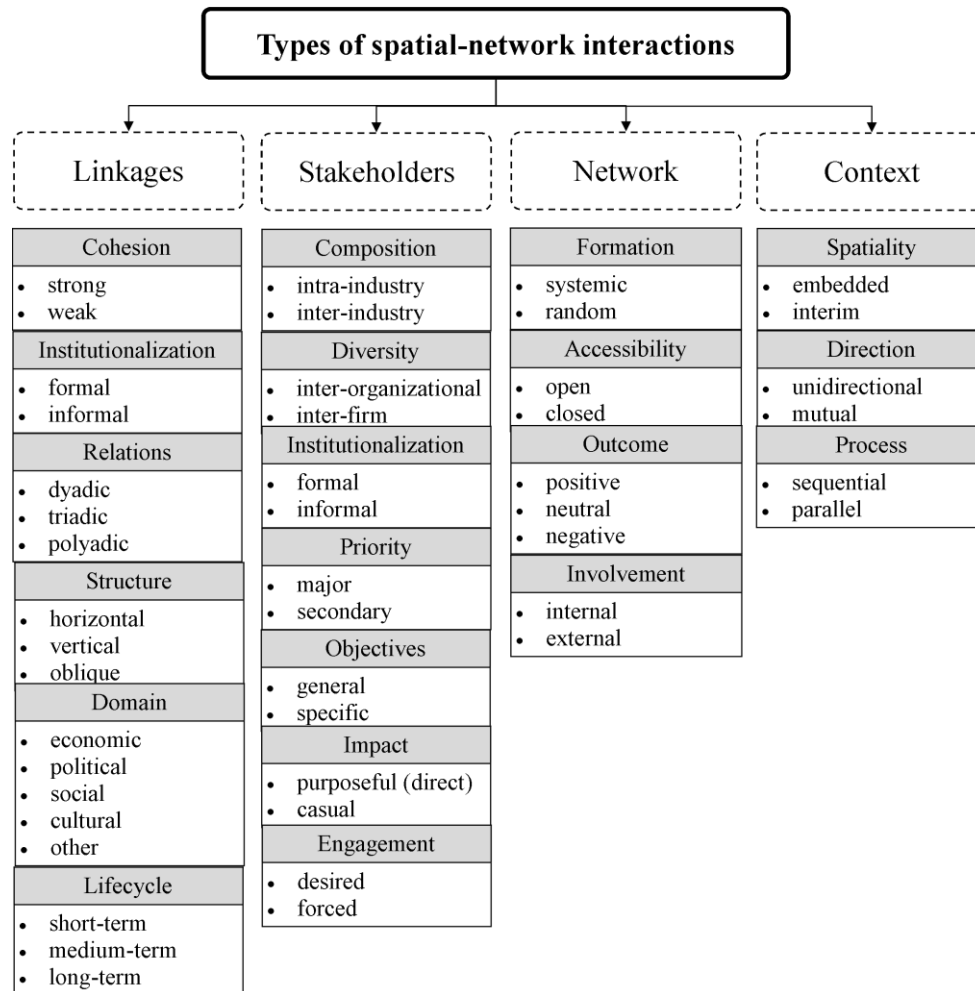 Types of spatial-network interactions
Linkages
Cohesion
• strong
• weak
Institutionalization
• formal
• informal
Relations
• dyadic
• triadic
• polyadic
Structure
• horizontal
• vertical
• oblique
Domain
• economic
• political
• social
• cultural
• other
Lifecycle
• short-term
• medium-term
• long-term
Stakeholders
Composition
• intra-industry
• inter-industry
Diversity
• inter-organizational
• inter-firm
Institutionalization
• formal
• informal
Priority
• major
• secondary
Objectives
• general
• specific
Impact
• purposeful (direct)
• casual
Engagement
• desired
• forced
Network
Formation
• systemic
• random
Accessibility
• open
• closed
Outcome
• positive
• neutral
• negative
Involvement
• internal
• external
Context
Spatiality
• embedded
• interim
Direction
• unidirectional
• mutual
Process
• sequential
• parallel